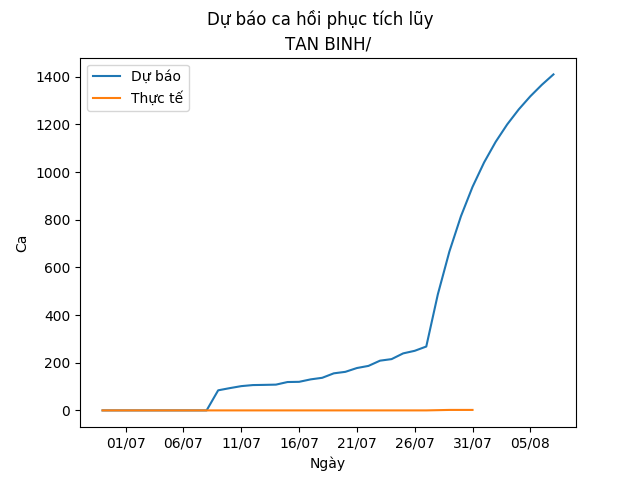 Dự báo ca hồi phục tích lũy
TAN BINH/
Dự báo
Thực tế
1400
1200
1000
800
600
400
200
0
Ca
01/07 06/07 11/07 16/07 21/07 26/07 31/07 05/08
Ngày